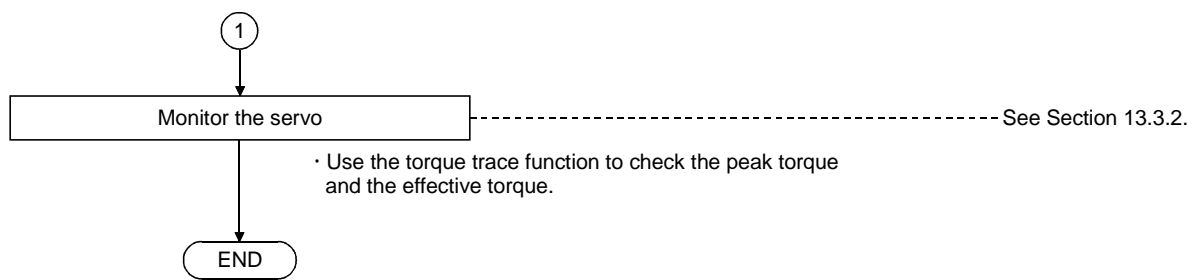 1
Monitor the servo
See Section 13.3.2.
· Use the torque trace function to check the peak torque
and the effective torque.
END